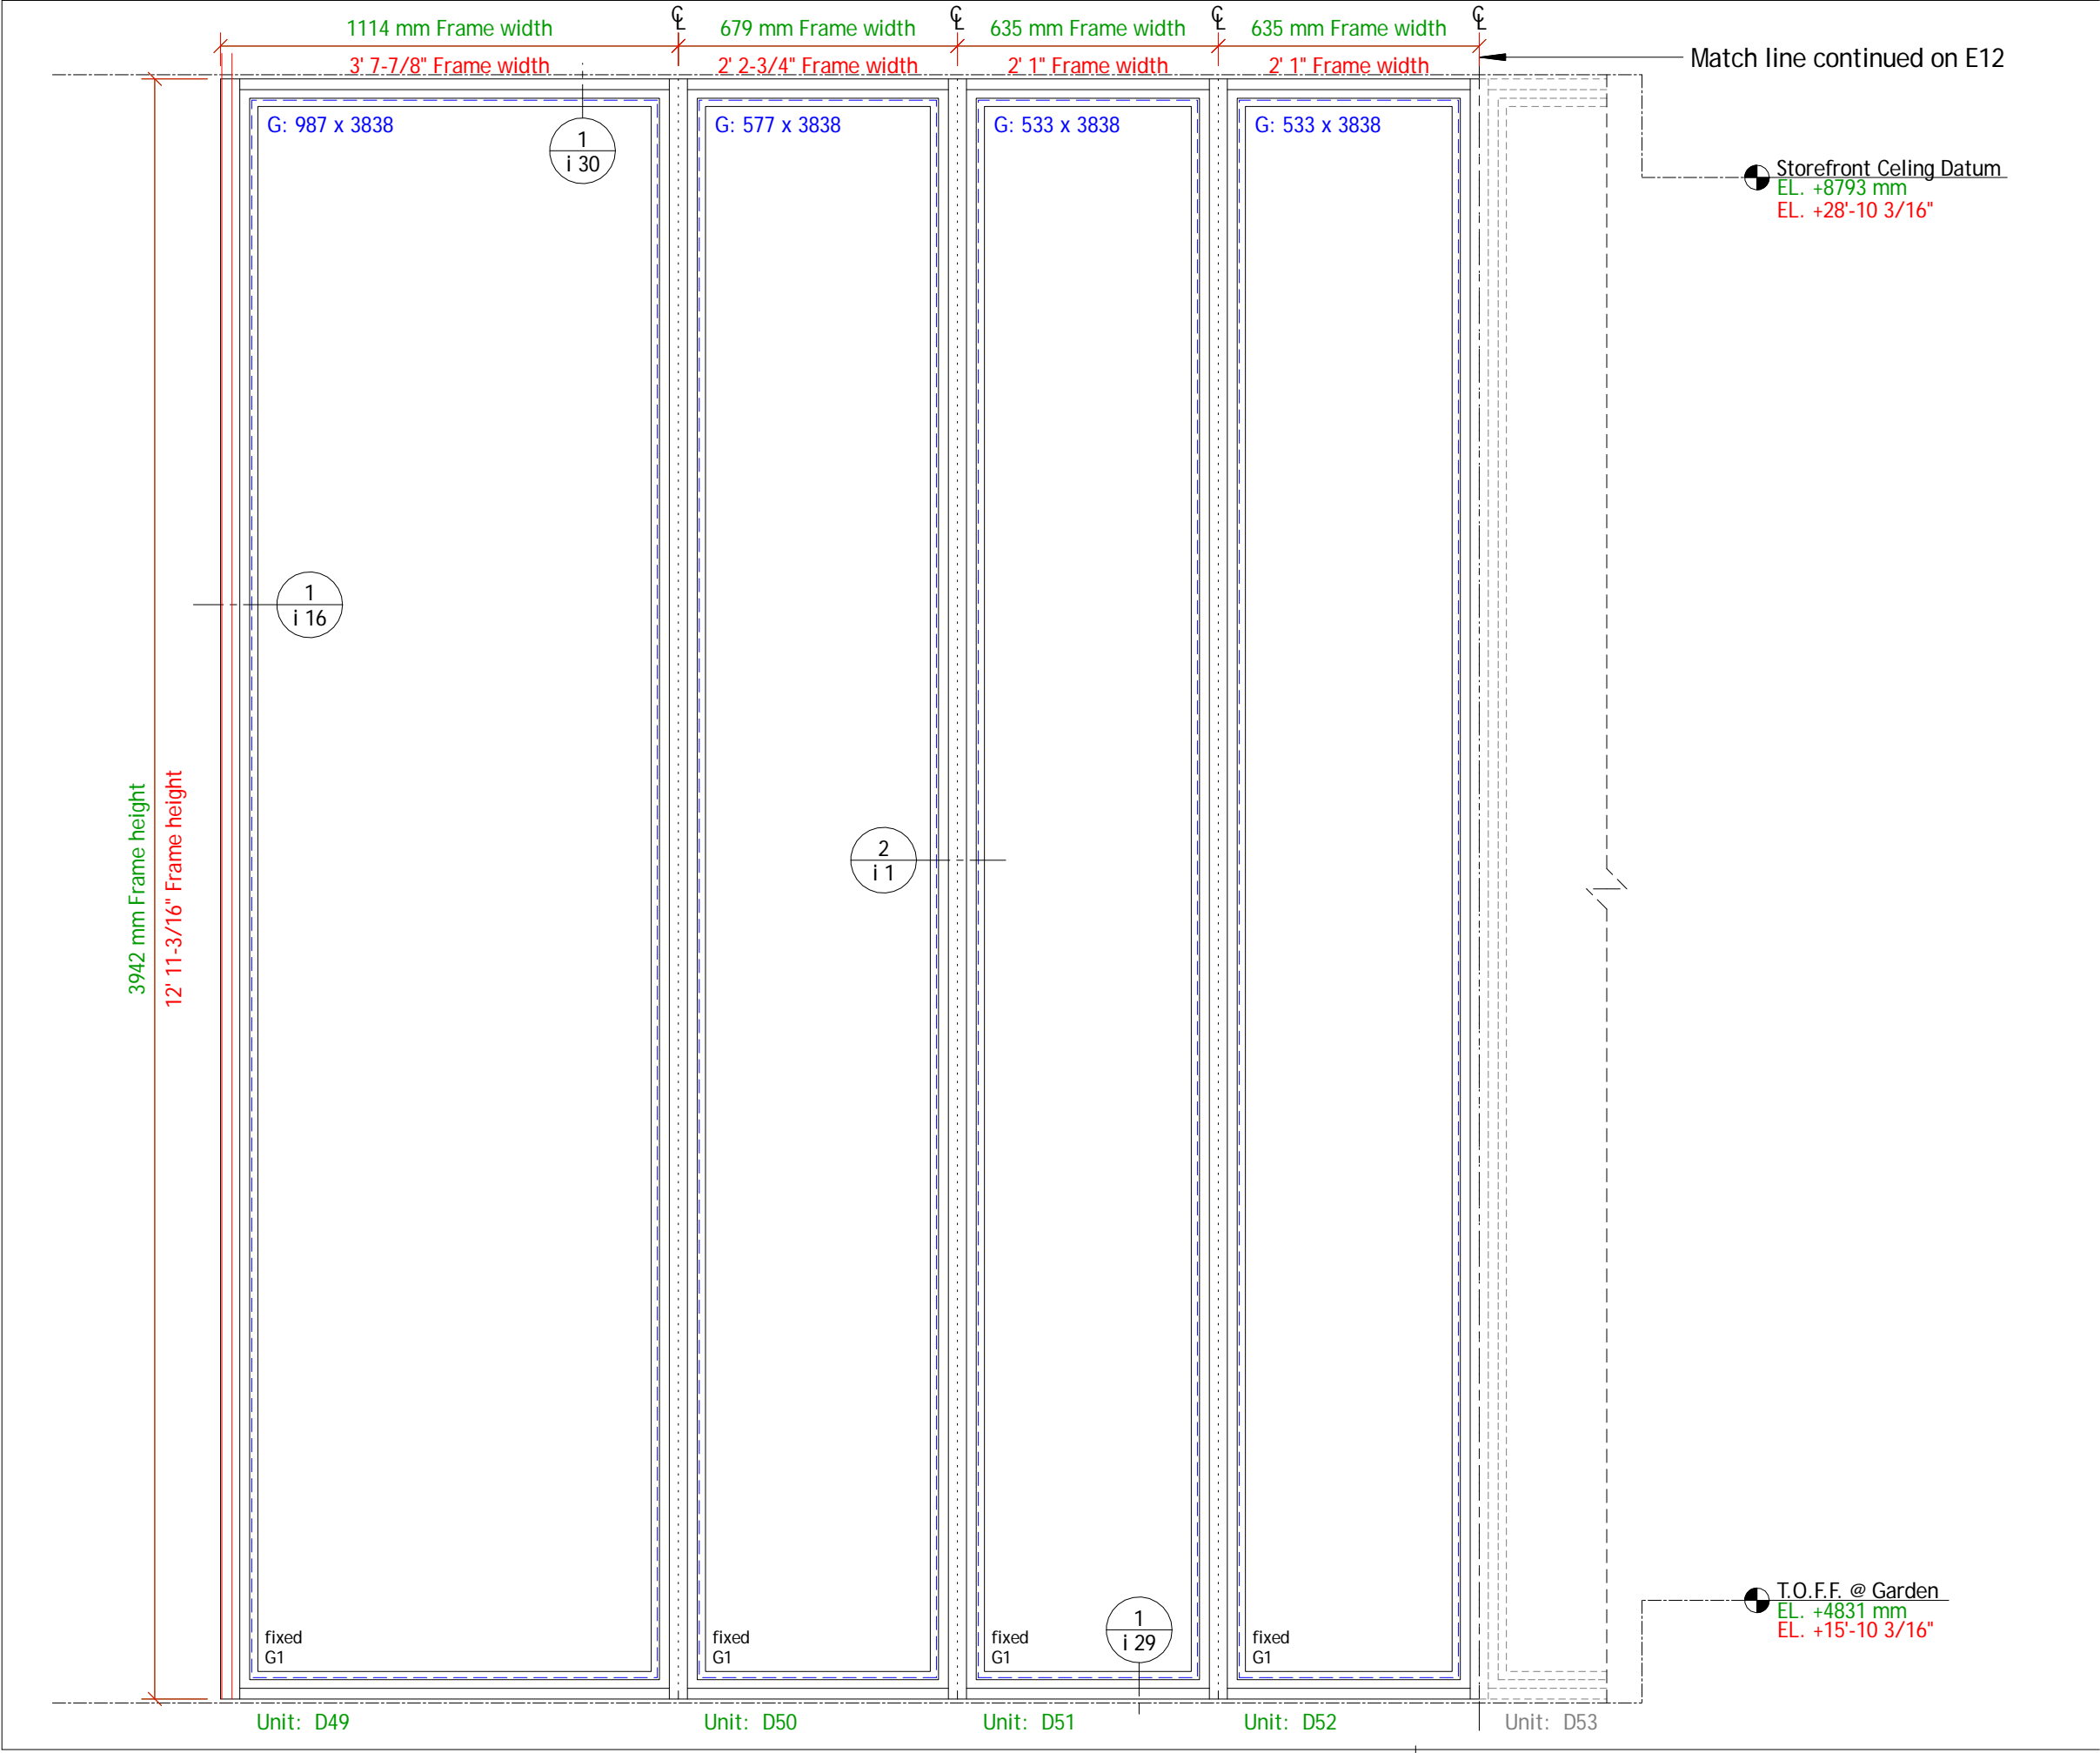 1114 mm Frame width
3' 7-7/8" Frame width
℄
679 mm Frame width
2' 2-3/4" Frame width
℄
635 mm Frame width
2' 1" Frame width
℄
635 mm Frame width
2' 1" Frame width
℄
Match line continued on E12
G: 987 x 3838
G: 577 x 3838
G: 533 x 3838
G: 533 x 3838
1
i 30
Storefront Celing Datum
EL. +8793 mm
EL. +28'-10 3/16"
1
i 16
3942 mm Frame height
12' 11-3/16" Frame height
2
i 1
T.O.F.F. @ Garden
EL. +4831 mm
EL. +15'-10 3/16"
1
i 29
fixed
G1
fixed
G1
fixed
G1
fixed
G1
Unit: D49
Unit: D50
Unit: D51
Unit: D52
Unit: D53